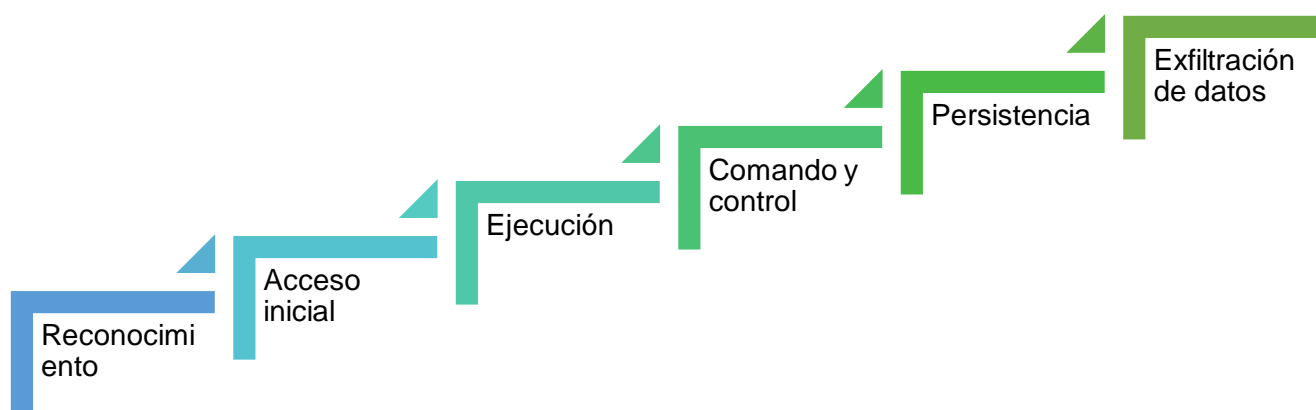 Reconocimi
ento
Acceso
inicial
Ejecución
Comando y
control
Persistencia
Exfiltración
de datos